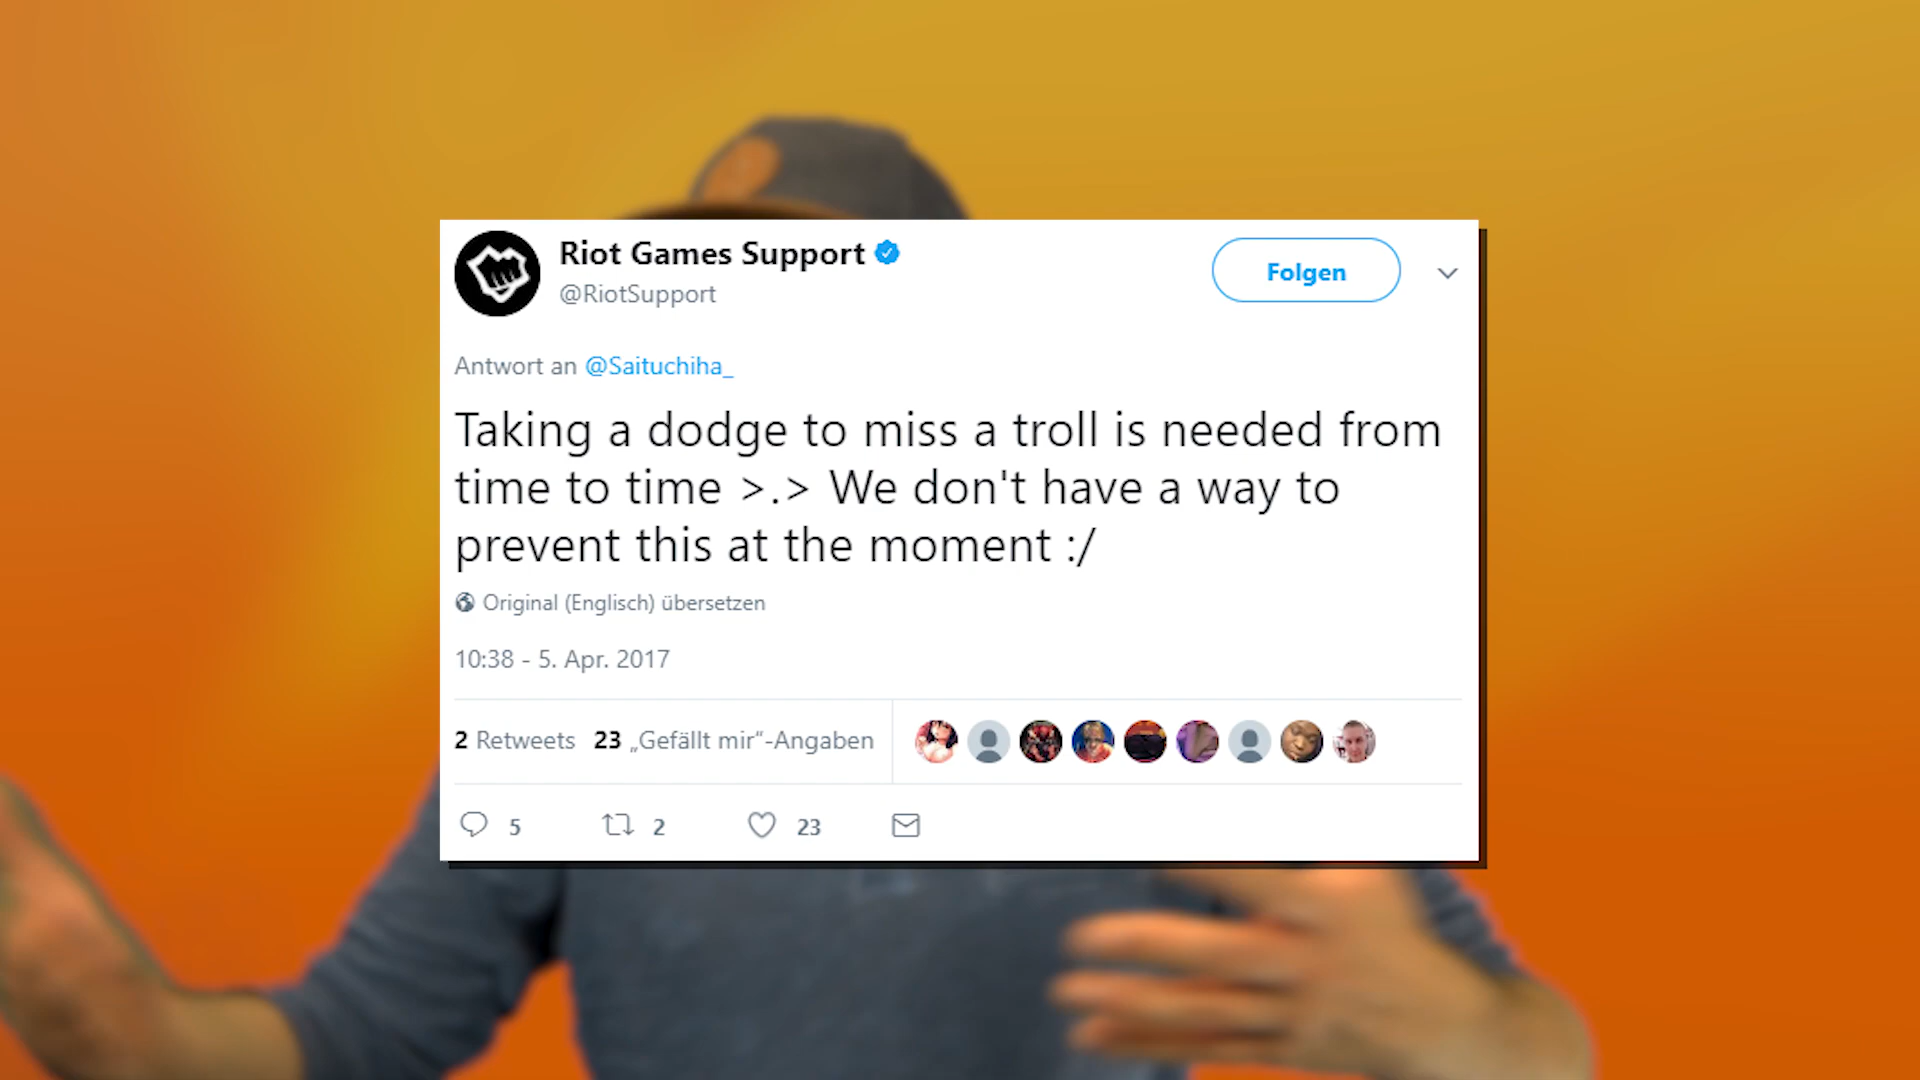 Riot Games Support
@RiotSupport
Folgen
Antwort an @Saituchiha_
Taking a dodge to miss a troll is needed from
time to time >.> We don't have a way to
prevent this at the moment :/
Original (Englisch) übersetzen
10:38 - 5. Apr. 2017
2 Retweets 23 „Gefällt mir“-Angaben
5 2 23